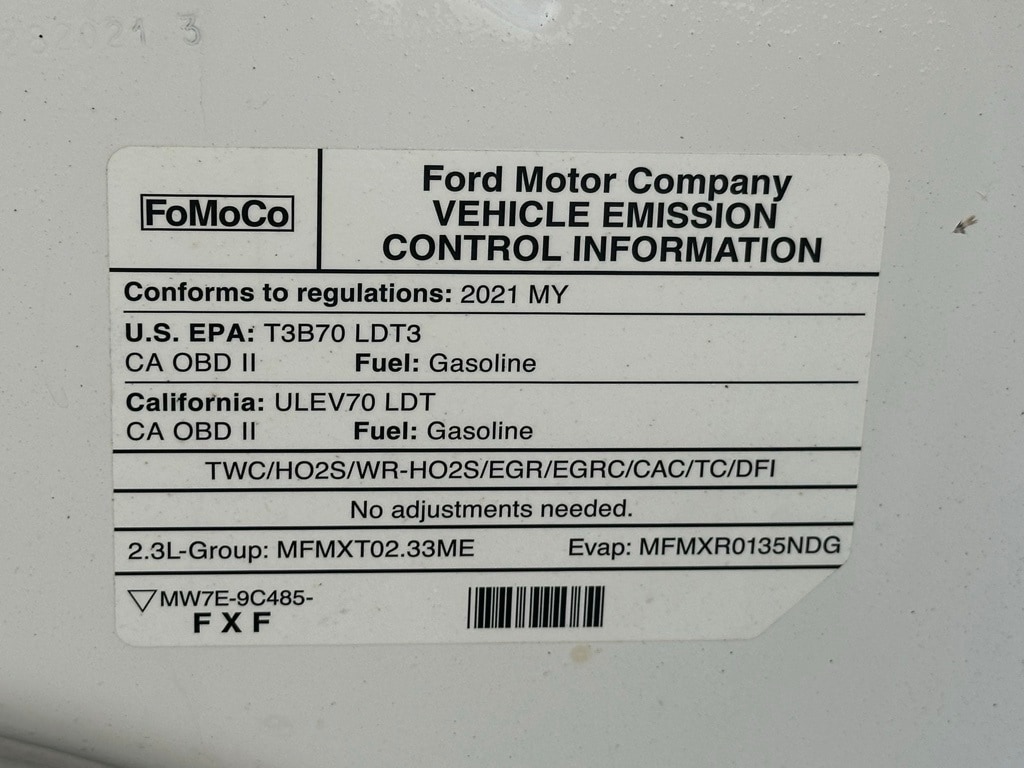 FoMoCo
Ford Motor Company
VEHICLE EMISSION
CONTROL INFORMATION
Conforms to regulations: 2021 MY
U.S. EPA: T3B70 LDT3
CA OBD II Fuel: Gasoline
California: ULEV70 LDT
CA OBD II Fuel: Gasoline
TWC/HO2S/WR-HO2S/EGR/EGRC/CAC/TC/DFI
No adjustments needed.
2.3L-Group: MFMXT02.33ME Evap: MFMXR0135NDG
MW7E-9C485-
F X F